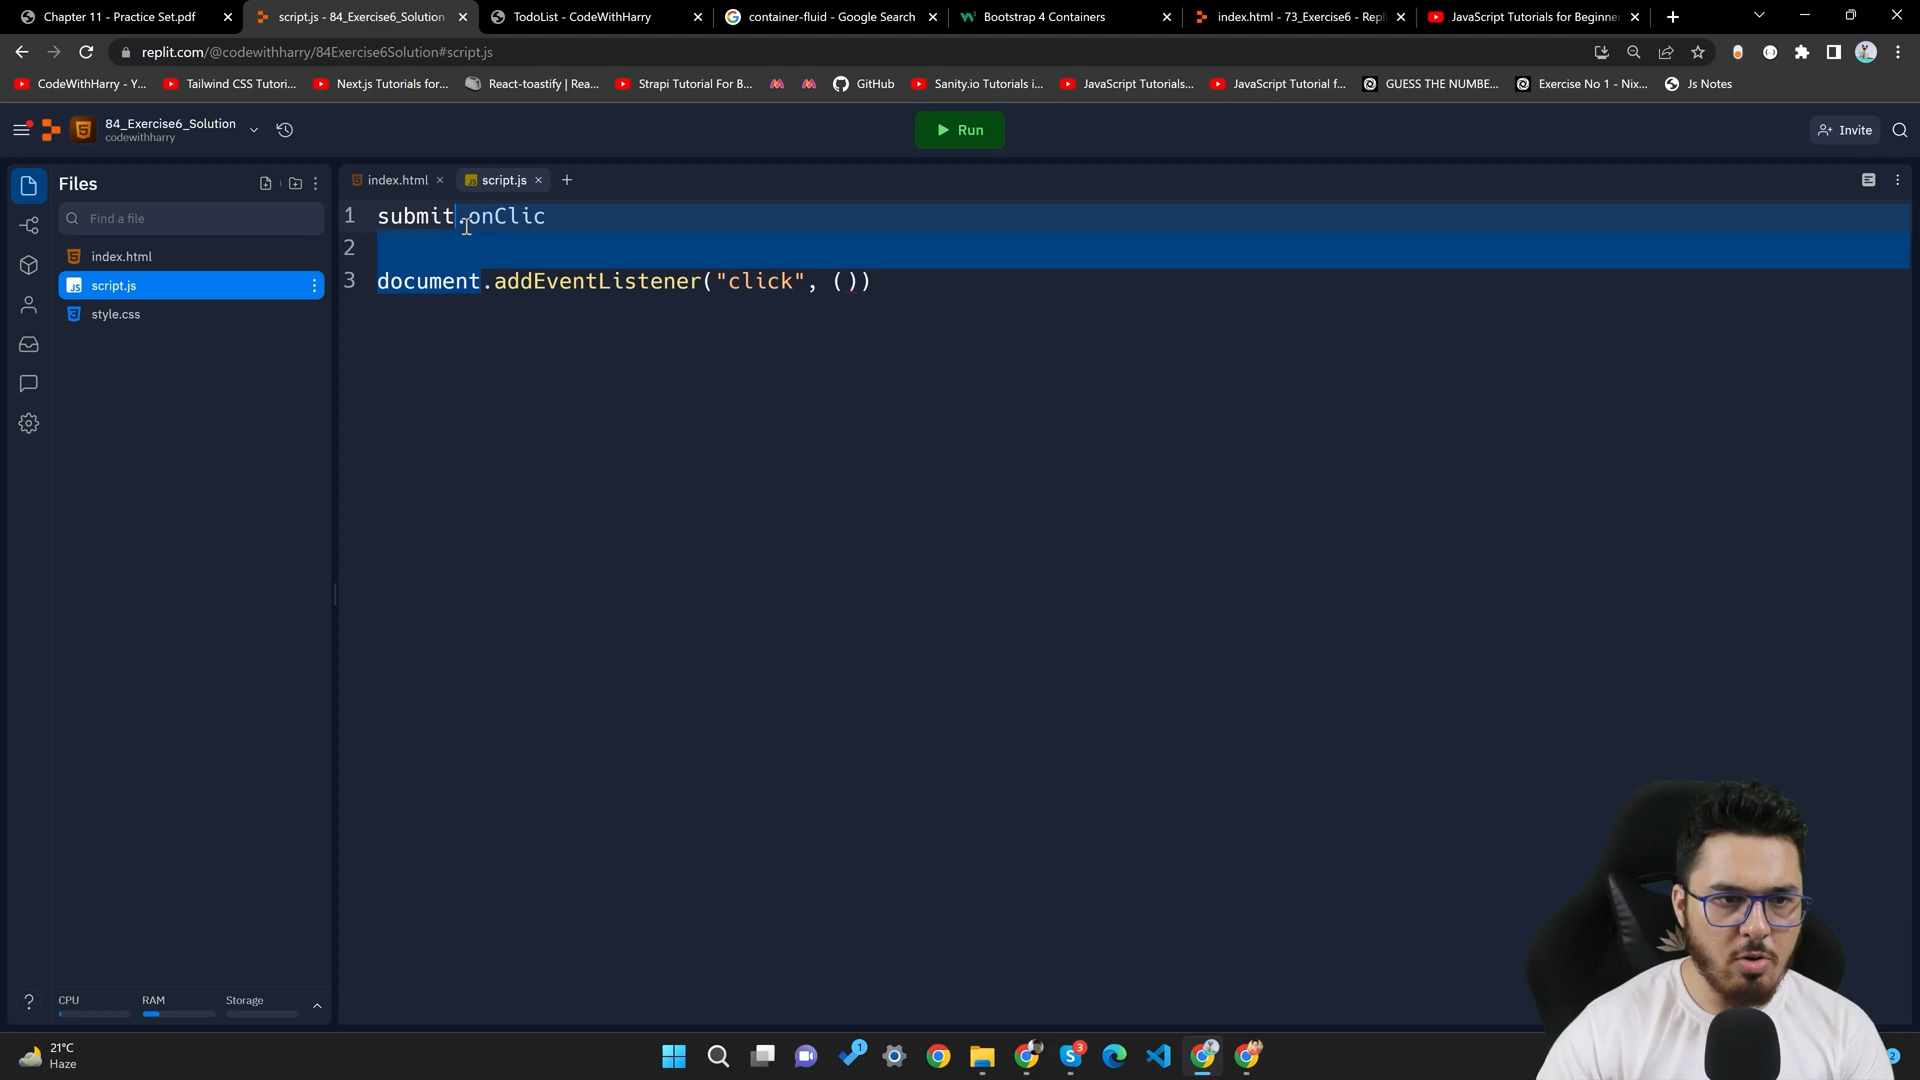 Chapter 11 - Practice Set.pdf
script.js - 84_Exercise6_Solution
TodoList - CodeWithHarry
container-fluid - Google Search
Bootstrap 4 Containers
index.html - 73_Exercise6 - Repl
JavaScript Tutorials for Beginner
replit.com/@codewithharry/84Exercise6Solution#script.js
CodeWithHarry - Y...
Tailwind CSS Tutori...
Next.js Tutorials for...
React-toastify | Rea...
Strapi Tutorial For B...
GitHub
Sanity.io Tutorials i...
JavaScript Tutorials...
JavaScript Tutorial f...
GUESS THE NUMBE...
Exercise No 1 - Nix...
Js Notes
84_Exercise6_Solution
codewithharry
Run
Invite
Files
index.html
script.js
Find a file
index.html
script.js
style.css
1 submit.onClic
2
3 document.addEventListener("click", ())
CPU
RAM
Storage
21°C
Haze
1
3
2